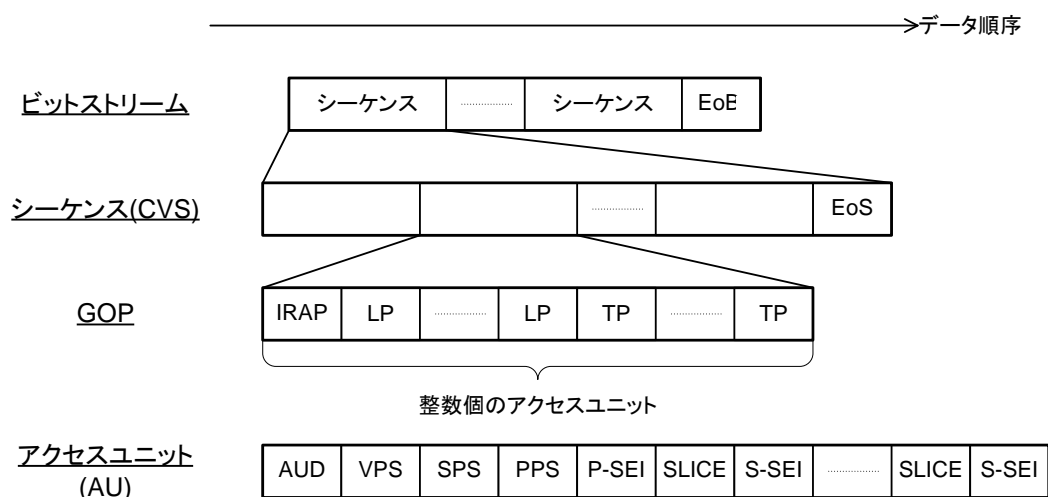 データ順序
ビットストリーム シーケンス シーケンス EoB
シーケンス(CVS) EoS
GOP IRAP LP LP TP TP
整数個のアクセスユニット
アクセスユニット
(AU) AUD VPS SPS PPS P-SEI SLICE S-SEI SLICE S-SEI